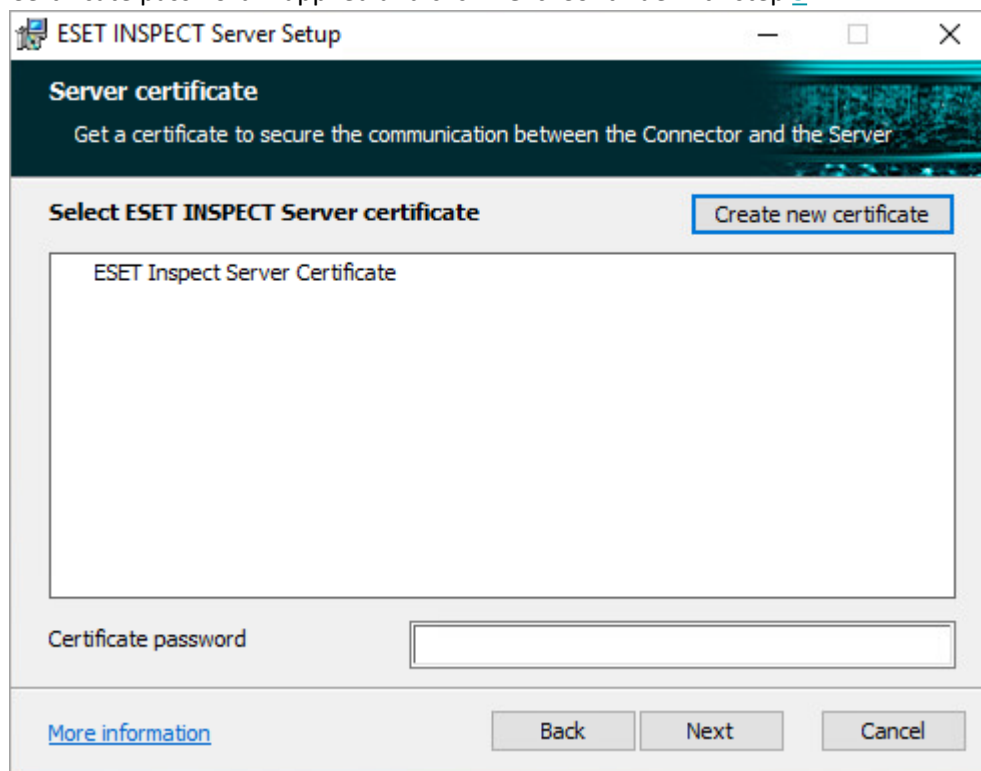 ESET INSPECT Server Setup
Server certificate
Get a certificate to secure the communication between the Connector and the Server
Select ESET INSPECT Server certificate
Create new certificate
ESET Inspect Server Certificate
Certificate password
More information
Back
Next
Cancel